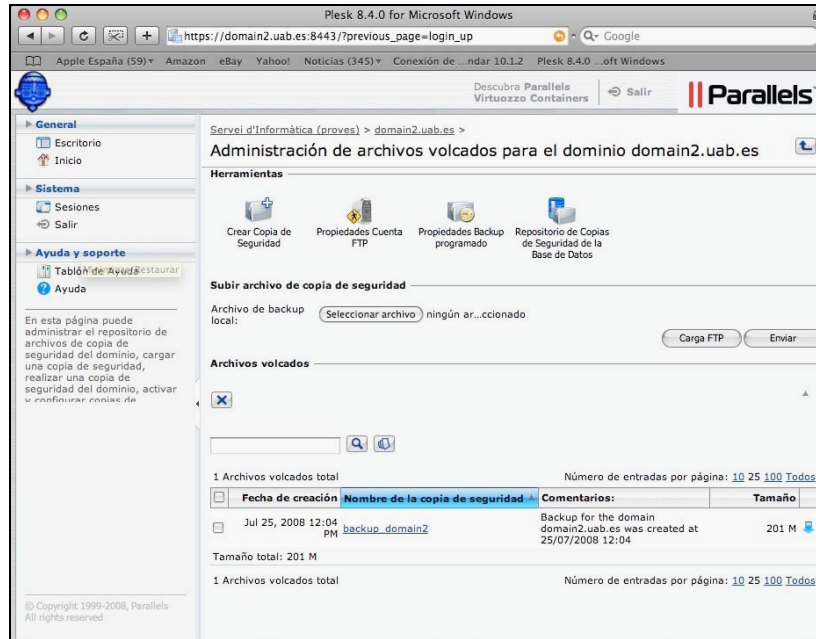 Plesk 8.4.0 for Microsoft Windows
https://domain2.uab.es:8443/?previous_page=login_up
Google
Apple España (59) Amazon eBay Yahoo! Noticias (345) Conexión de ...ndar 10.1.2 Plesk 8.4.0 ...oft Windows
Descubra Parallels
Virtuozzo Containers
Salir
Parallels
General
Escritorio
Inicio
Sistema
Sesiones
Salir
Ayuda y soporte
Tablón de Ayuda Restaurar
Ayuda
En esta página puede
administrar el repositorio de
archivos de copia de
seguridad del dominio, cargar
una copia de seguridad,
realizar una copia de
seguridad del dominio, activar
y configurar copias de
© Copyright 1999-2008, Parallels
All rights reserved
Servei d'Informàtica (proves) > domain2.uab.es >
Administración de archivos volcados para el dominio domain2.uab.es
Herramientas
Crear Copia de
Seguridad
Propiedades Cuenta
FTP
Propiedades Backup
programado
Repositorio de Copias
de Seguridad de la
Base de Datos
Subir archivo de copia de seguridad
Archivo de backup
local:
Seleccionar archivo ningún ar...ccionado
Carga FTP
Enviar
Archivos volcados
1 Archivos volcados total
Número de entradas por página: 10 25 100 Todos
Fecha de creación Nombre de la copia de seguridad Comentarios: Tamaño
Jul 25, 2008 12:04
PM
backup_domain2
Backup for the domain
domain2.uab.es was created at
25/07/2008 12:04
201 M
Tamaño total: 201 M
1 Archivos volcados total
Número de entradas por página: 10 25 100 Todos